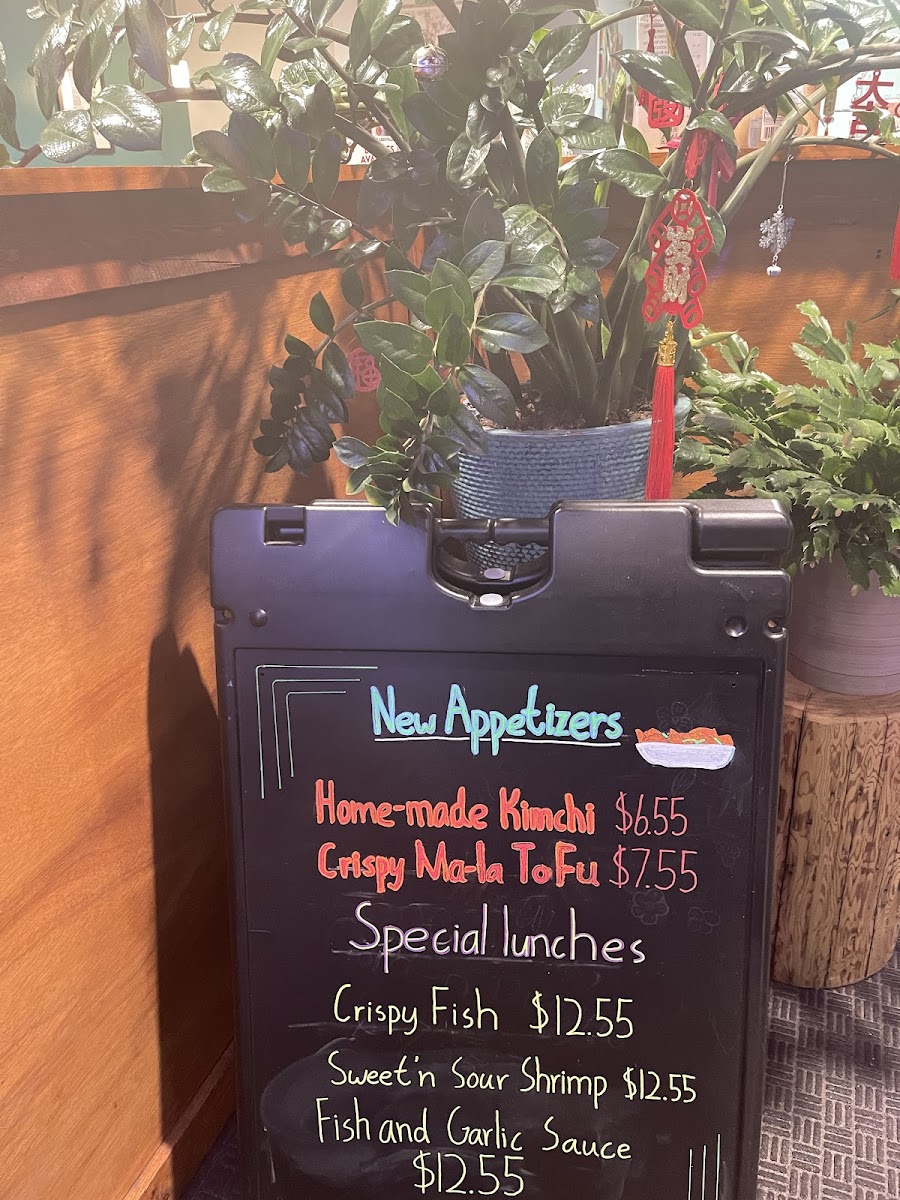 New Appetizers
Home-made Kimchi $6.55
Crispy Ma-la ToFu $7.55
Special lunches
Crispy Fish $12.55
Sweet'n Sour Shrimp $12.55
Fish and Garlic Sauce
$12.55